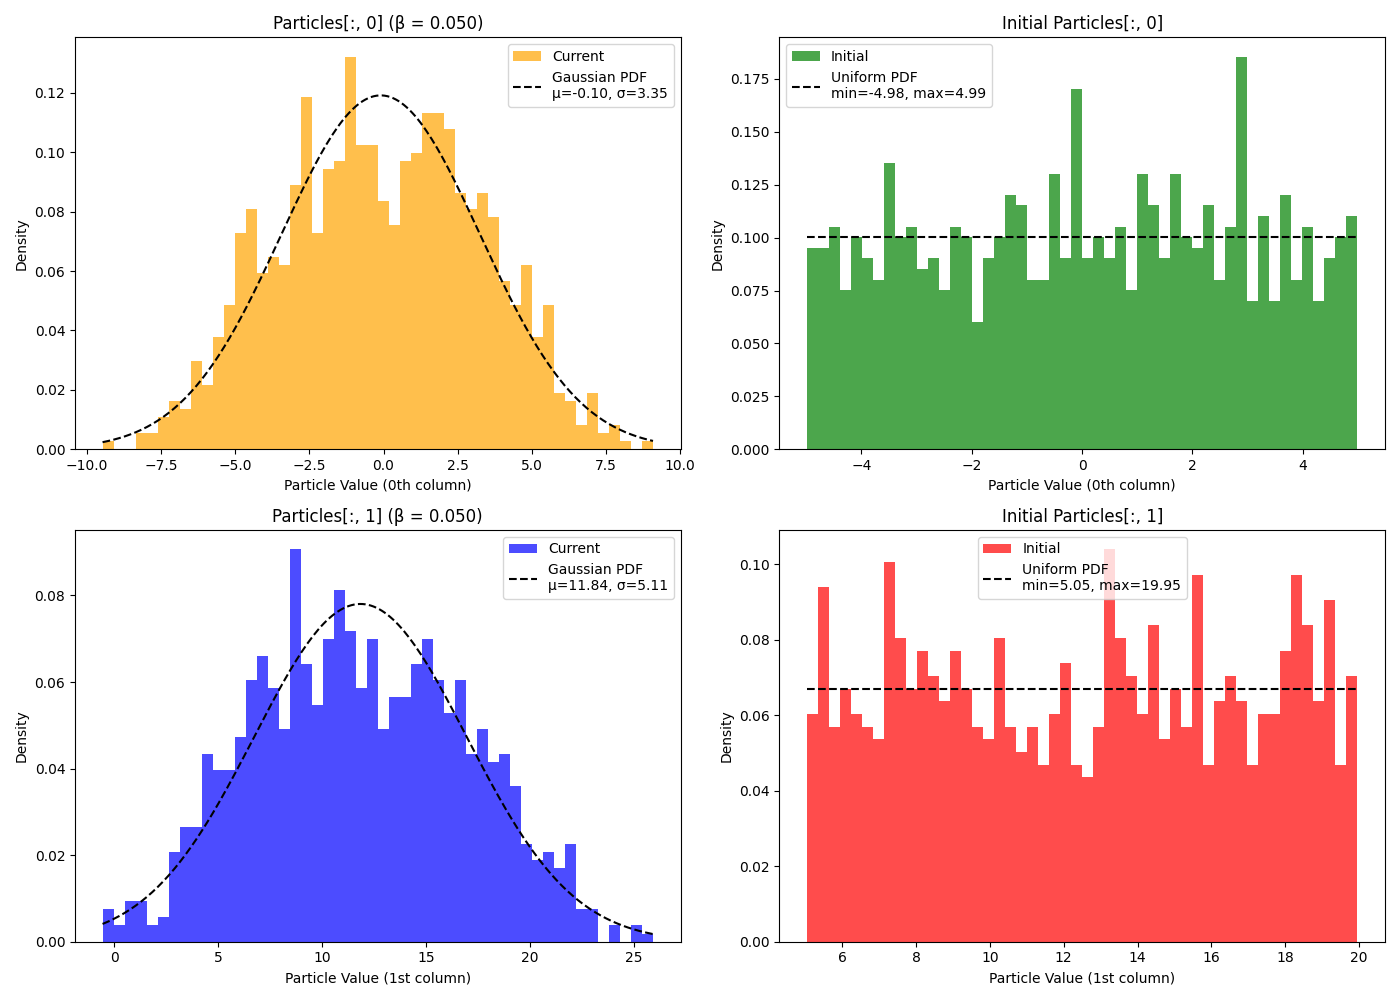 Particles[:, 0] (β = 0.050)
Current
Gaussian PDF
μ=-0.10, σ=3.35
Density
0.12
0.10
0.08
0.06
0.04
0.02
0.00
−10.0 −7.5 −5.0 −2.5 0.0 2.5 5.0 7.5 10.0
Particle Value (0th column)
Initial Particles[:, 0]
Initial
Uniform PDF
min=-4.98, max=4.99
Density
0.175
0.150
0.125
0.100
0.075
0.050
0.025
0.000
−4 −2 0 2 4
Particle Value (0th column)
Particles[:, 1] (β = 0.050)
Current
Gaussian PDF
μ=11.84, σ=5.11
Density
0.08
0.06
0.04
0.02
0.00
0 5 10 15 20 25
Particle Value (1st column)
Initial Particles[:, 1]
Initial
Uniform PDF
min=5.05, max=19.95
Density
0.10
0.08
0.06
0.04
0.02
0.00
6 8 10 12 14 16 18 20
Particle Value (1st column)